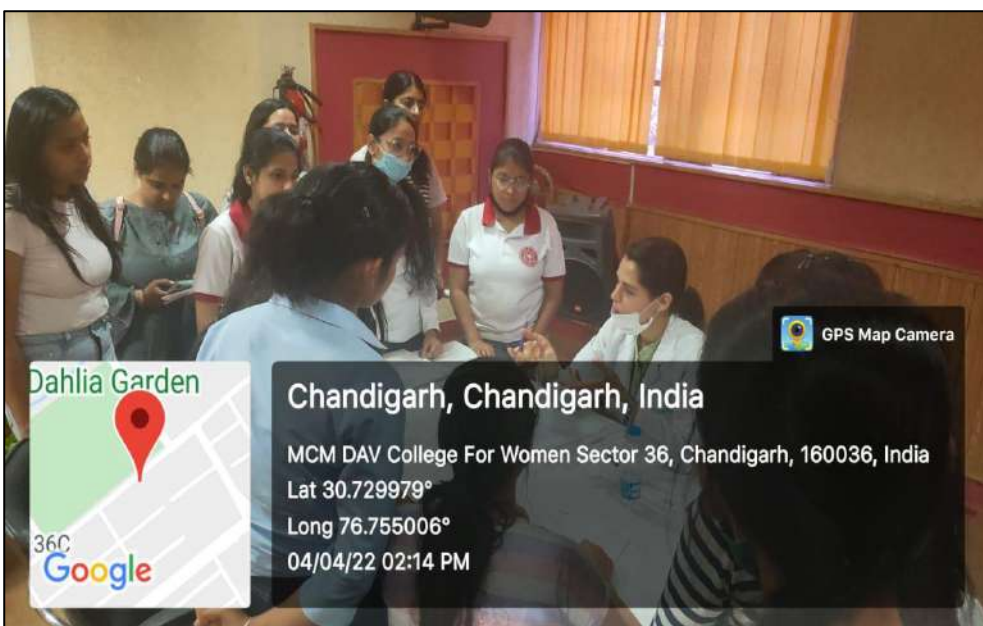 GPS Map Camera
Dahlia Garden
36C
Google
Chandigarh, Chandigarh, India
MCM DAV College For Women Sector 36, Chandigarh, 160036, India
Lat 30.729979°
Long 76.755006°
04/04/22 02:14 PM